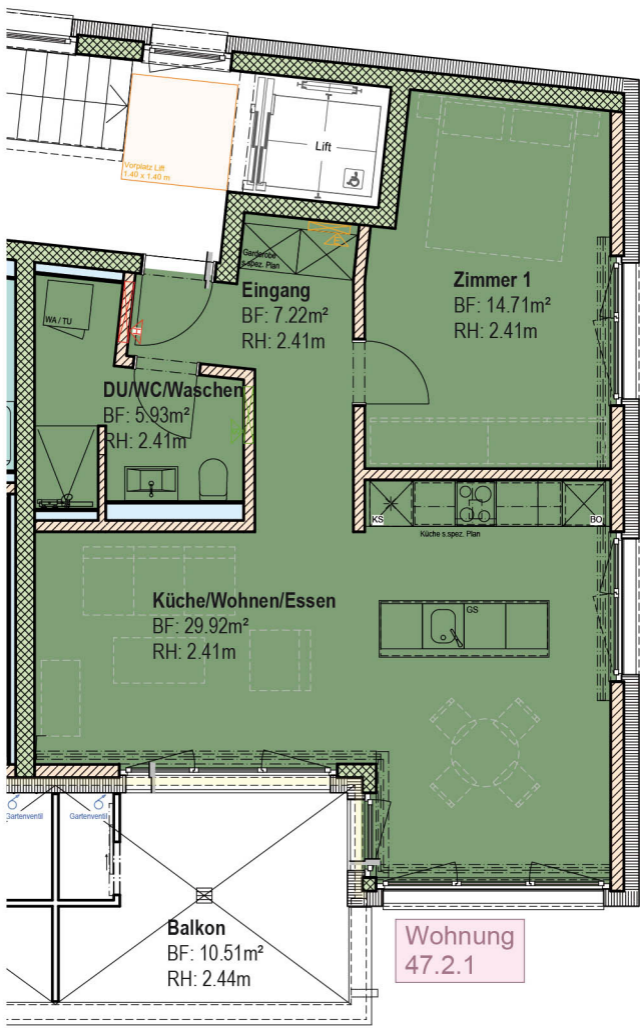 Vorplatz Lift
1.40 x 1.40 m
Lift
Garderobe
s.spez. Plan
Eingang
BF: 7.22m²
RH: 2.41m
Zimmer 1
BF: 14.71m²
RH: 2.41m
WA / TU
DU/WC/Waschen
BF: 5.93m²
RH: 2.41m
KS
BO
Küche s.spez. Plan
Küche/Wohnen/Essen
BF: 29.92m²
RH: 2.41m
GS
Gartenventil
Gartenventil
Balkon
BF: 10.51m²
RH: 2.44m
Wohnung
47.2.1